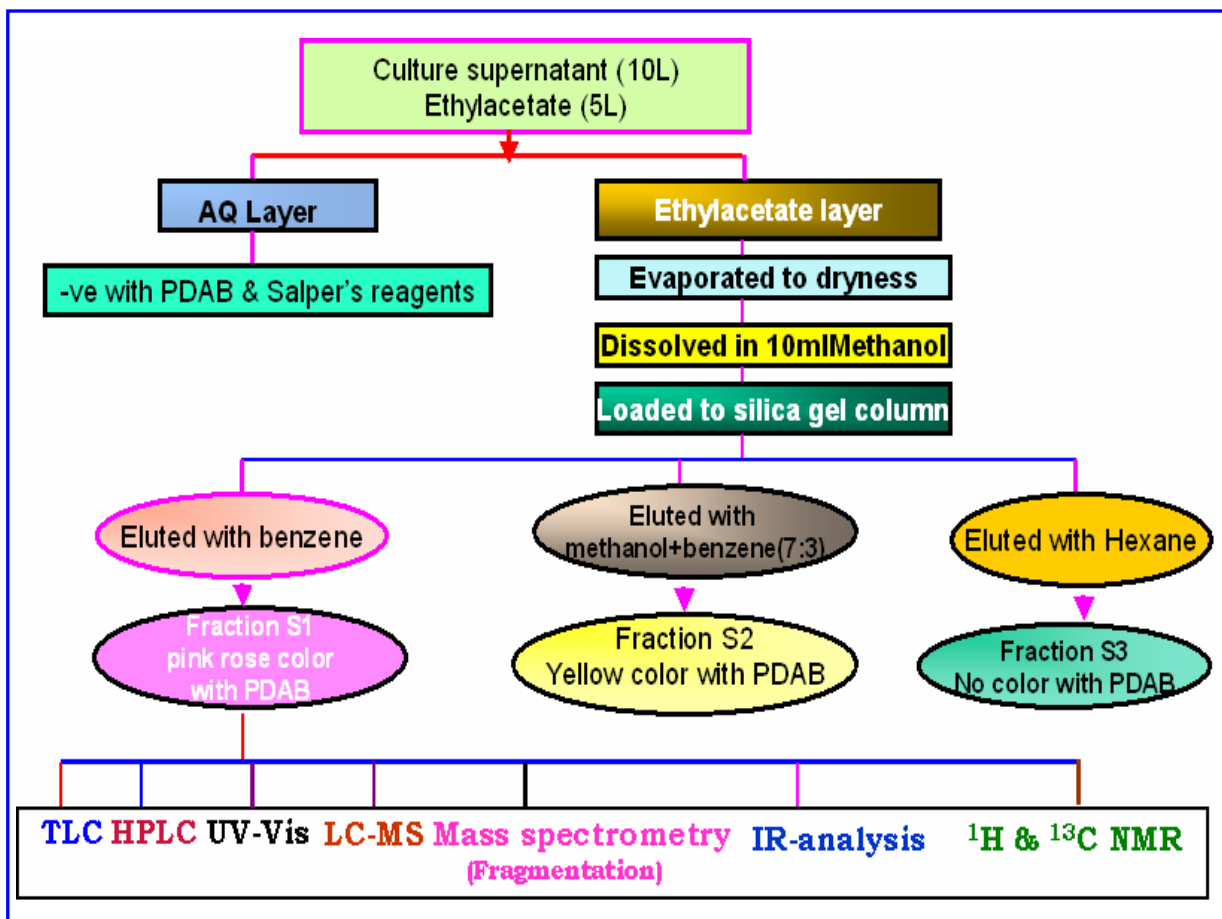 Culture supernatant (10L)
Ethylacetate (5L)
AQ Layer
Ethylacetate layer
-ve with PDAB & Salper's reagents
Evaporated to dryness
Dissolved in 10mlMethanol
Loaded to silica gel column
Eluted with benzene
Eluted with
methanol+benzene(7:3)
Eluted with Hexane
Fraction S1
pink rose color
with PDAB
Fraction S2
Yellow color with PDAB
Fraction S3
No color with PDAB
TLC HPLC UV-Vis LC-MS Mass spectrometry IR-analysis ¹H & ¹³C NMR
(Fragmentation)